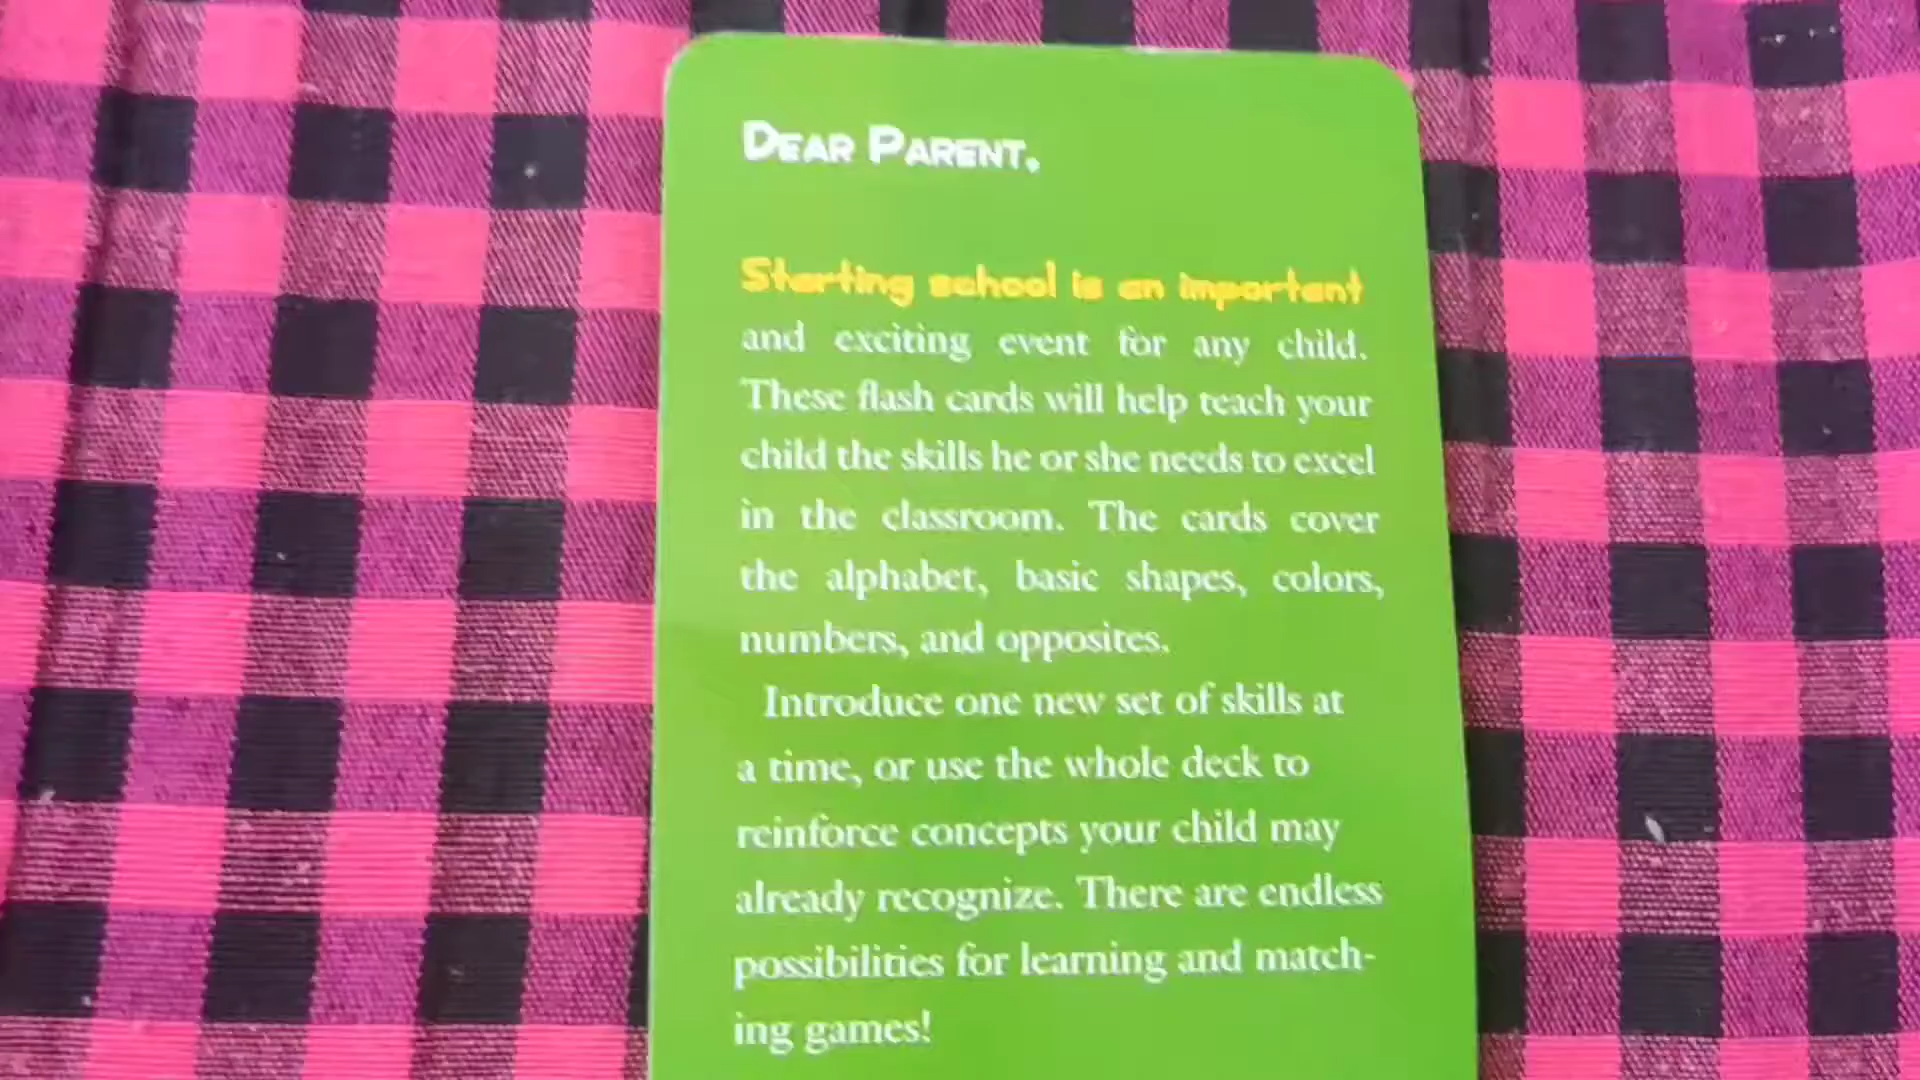 DEAR PARENT,
Starting school is an important
and exciting event for any child.
These flash cards will help teach your
child the skills he or she needs to excel
in the classroom. The cards cover
the alphabet, basic shapes, colors,
numbers, and opposites.
Introduce one new set of skills at
a time, or use the whole deck to
reinforce concepts your child may
already recognize. There are endless
possibilities for learning and match-
ing games!